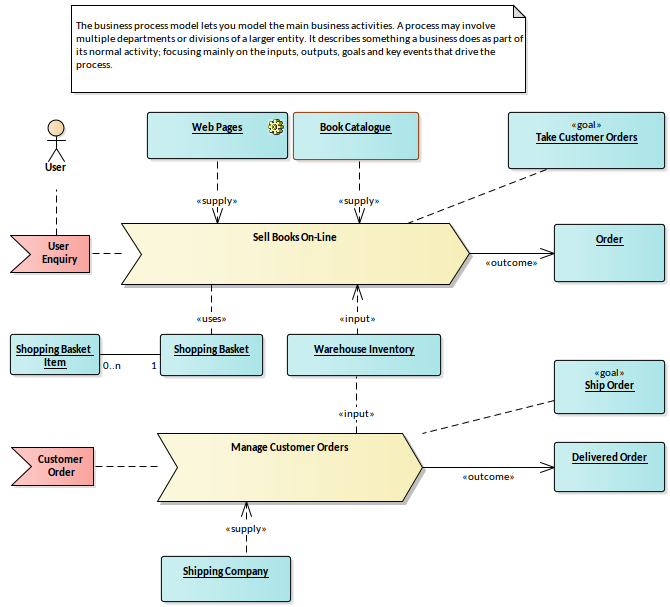 The business process model lets you model the main business activities. A process may involve
multiple departments or divisions of a larger entity. It describes something a business does as part of
its normal activity; focusing mainly on the inputs, outputs, goals and key events that drive the
process.
Web Pages
Book Catalogue
«goal»
Take Customer Orders
User
«supply»
«supply»
User
Enquiry
Sell Books On-Line
Order
«outcome»
«uses»
«input»
Shopping Basket
Item
0..n
1
Shopping Basket
Warehouse Inventory
«goal»
Ship Order
«input»
Customer
Order
Manage Customer Orders
Delivered Order
«outcome»
«supply»
Shipping Company